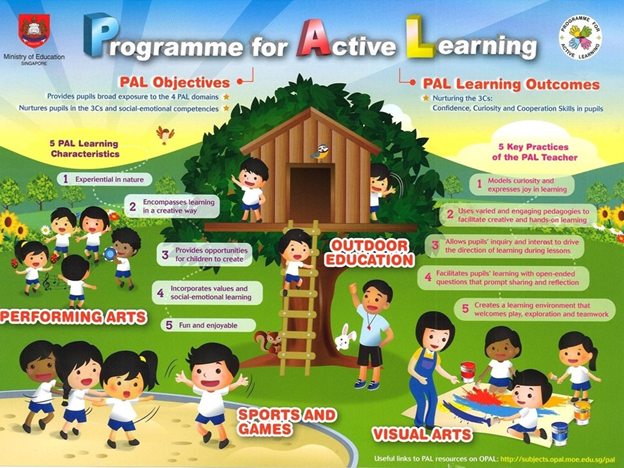 Ministry of Education
SINGAPORE
Programme for Active Learning
PROGRAMME FOR ACTIVE LEARNING
PAL Objectives
Provides pupils broad exposure to the 4 PAL domains
Nurtures pupils in the 3Cs and social-emotional competencies
PAL Learning Outcomes
Nurturing the 3Cs:
Confidence, Curiosity and Cooperation Skills in pupils
5 PAL Learning
Characteristics
1 Experiential in nature
2 Encompasses learning
in a creative way
3 Provides opportunities
for children to create
4 Incorporates values and
social-emotional learning
5 Fun and enjoyable
5 Key Practices
of the PAL Teacher
1 Models curiosity and
expresses joy in learning
2 Uses varied and engaging pedagogies to
facilitate creative and hands-on learning
3 Allows pupils' inquiry and interest to drive
the direction of learning during lessons
4 Facilitates pupils' learning with open-ended
questions that prompt sharing and reflection
5 Creates a learning environment that
welcomes play, exploration and teamwork
OUTDOOR
EDUCATION
PERFORMING ARTS
SPORTS AND
GAMES
VISUAL ARTS
Useful links to PAL resources on OPAL: http://subjects.opal.moe.edu.sg/pal